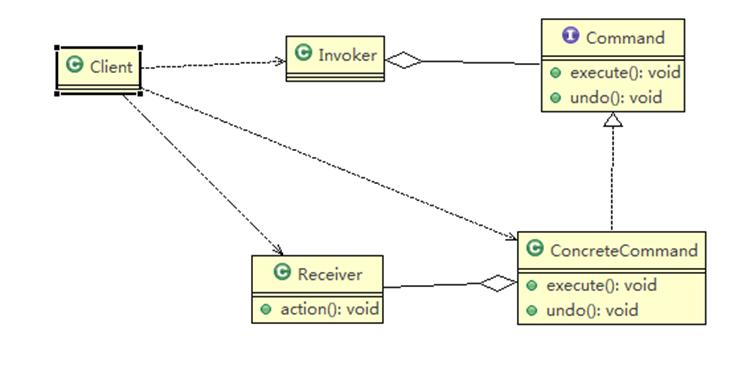 C Client
C Invoker
I Command
execute(): void
undo(): void
C Receiver
action(): void
C ConcreteCommand
execute(): void
undo(): void